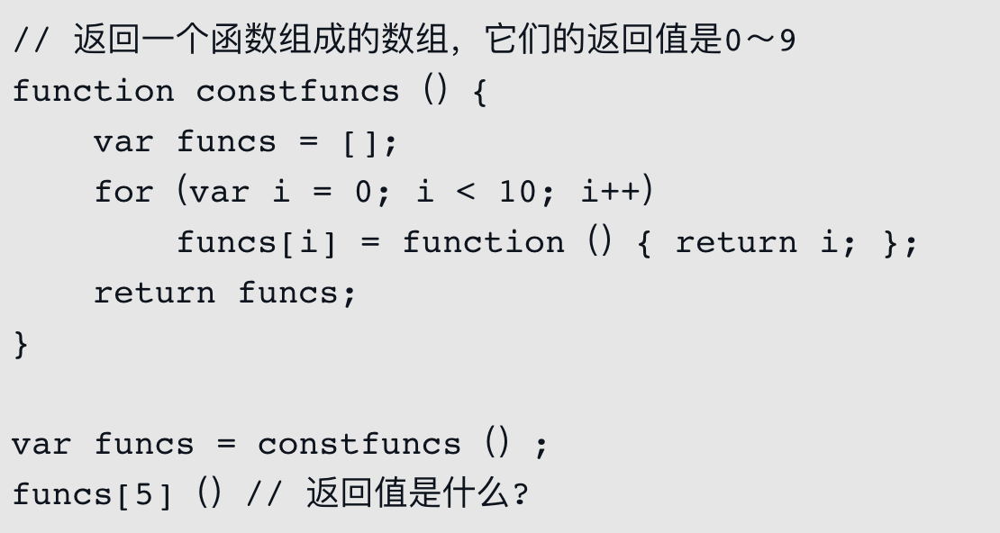 // 返回一个函数组成的数组，它们的返回值是0～9
function constfuncs () {
    var funcs = [];
    for (var i = 0; i < 10; i++)
        funcs[i] = function () { return i; };
    return funcs;
}

var funcs = constfuncs () ;
funcs[5] () // 返回值是什么?